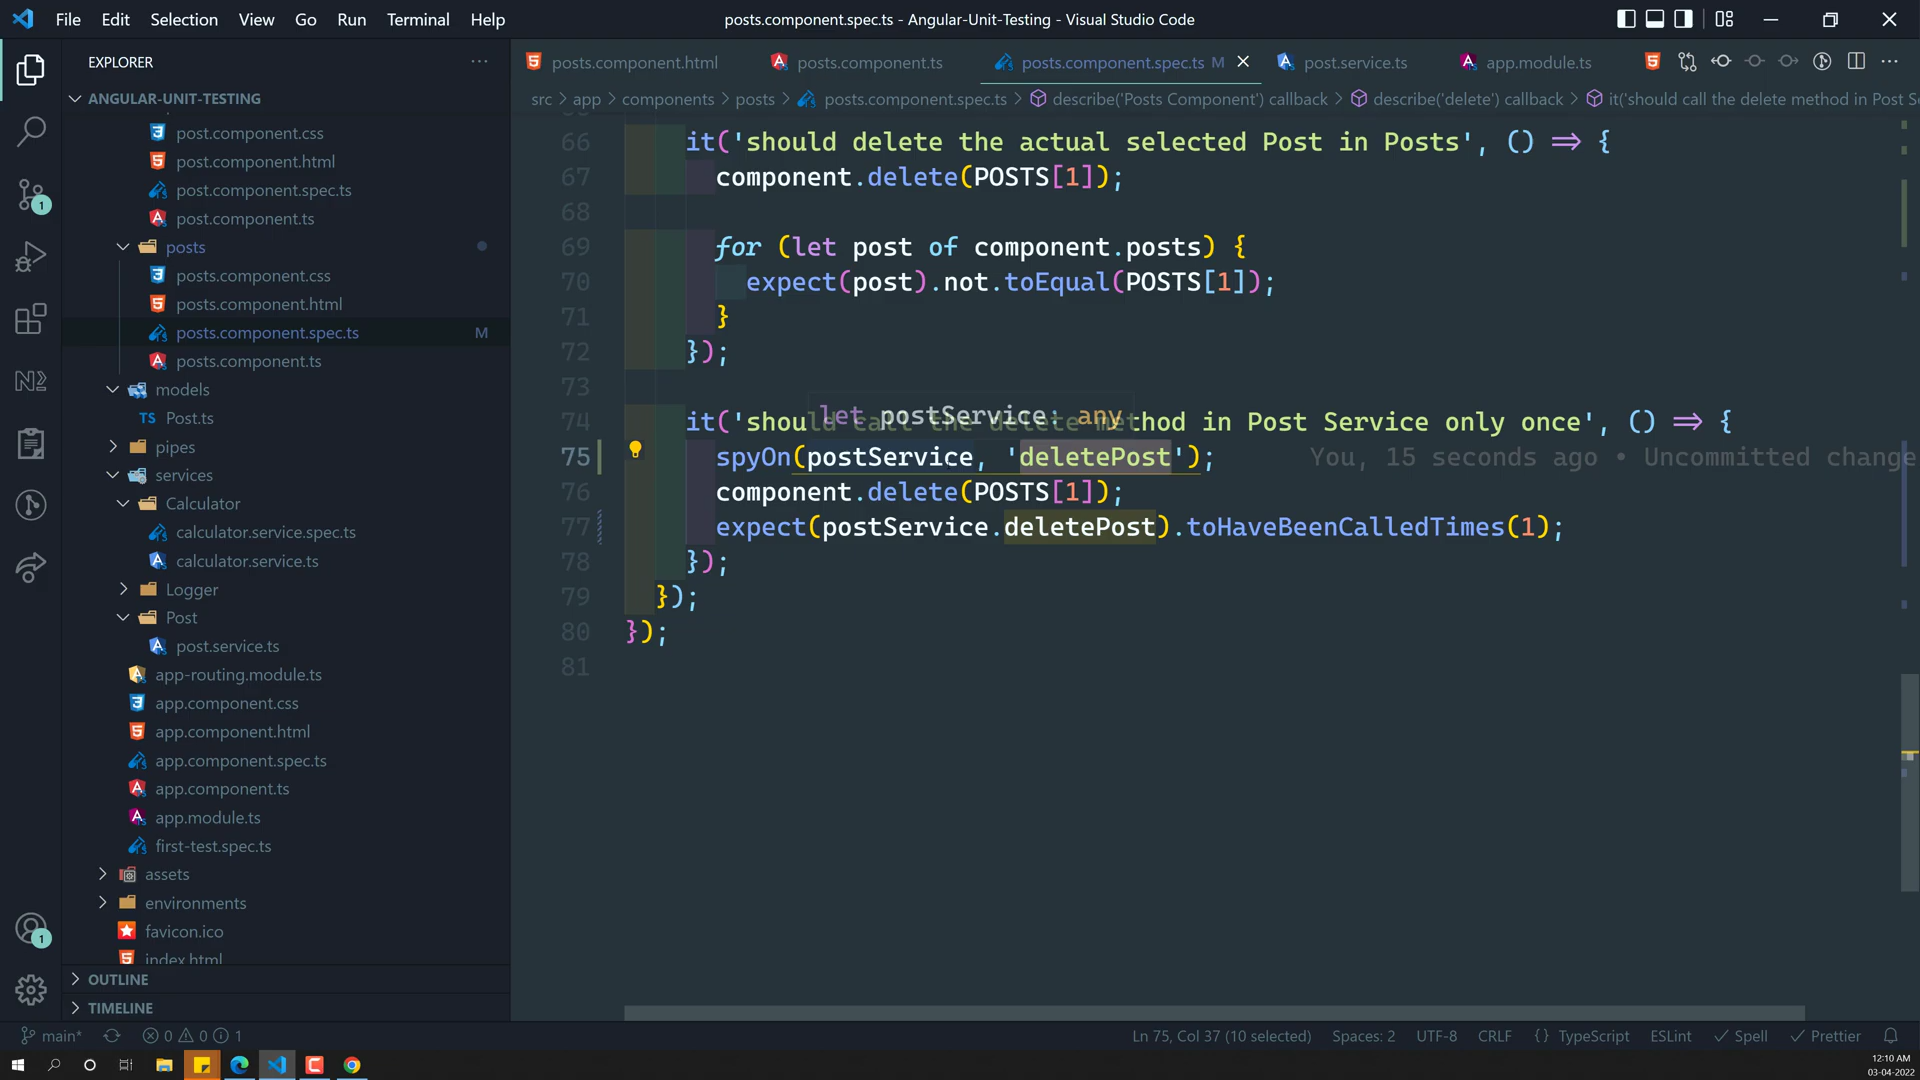 File Edit Selection View Go Run Terminal Help
posts.component.spec.ts - Angular-Unit-Testing - Visual Studio Code
EXPLORER
ANGULAR-UNIT-TESTING
post.component.css
post.component.html
post.component.spec.ts
post.component.ts
posts
posts.component.css
posts.component.html
posts.component.spec.ts M
posts.component.ts
models
TS Post.ts
pipes
services
Calculator
calculator.service.spec.ts
calculator.service.ts
Logger
Post
post.service.ts
app-routing.module.ts
app.component.css
app.component.html
app.component.spec.ts
app.component.ts
app.module.ts
first-test.spec.ts
assets
environments
favicon.ico
index.html
OUTLINE
TIMELINE
1
1
posts.component.html posts.component.ts posts.component.spec.ts M post.service.ts app.module.ts
src > app > components > posts > posts.component.spec.ts > describe('Posts Component') callback > describe('delete') callback > it('should call the delete method in Post S
66 it('should delete the actual selected Post in Posts', () => {
67 component.delete(POSTS[1]);
68
69 for (let post of component.posts) {
70 expect(post).not.toEqual(POSTS[1]);
71 }
72 });
73
let postService: any
74 it('should call the delete method in Post Service only once', () => {
75 spyOn(postService, 'deletePost'); You, 15 seconds ago • Uncommitted change
76 component.delete(POSTS[1]);
77 expect(postService.deletePost).toHaveBeenCalledTimes(1);
78 });
79 });
80 });
81
main* 0 0 1
Ln 75, Col 37 (10 selected) Spaces: 2 UTF-8 CRLF {} TypeScript ESLint Spell Prettier
12:10 AM
03-04-2022